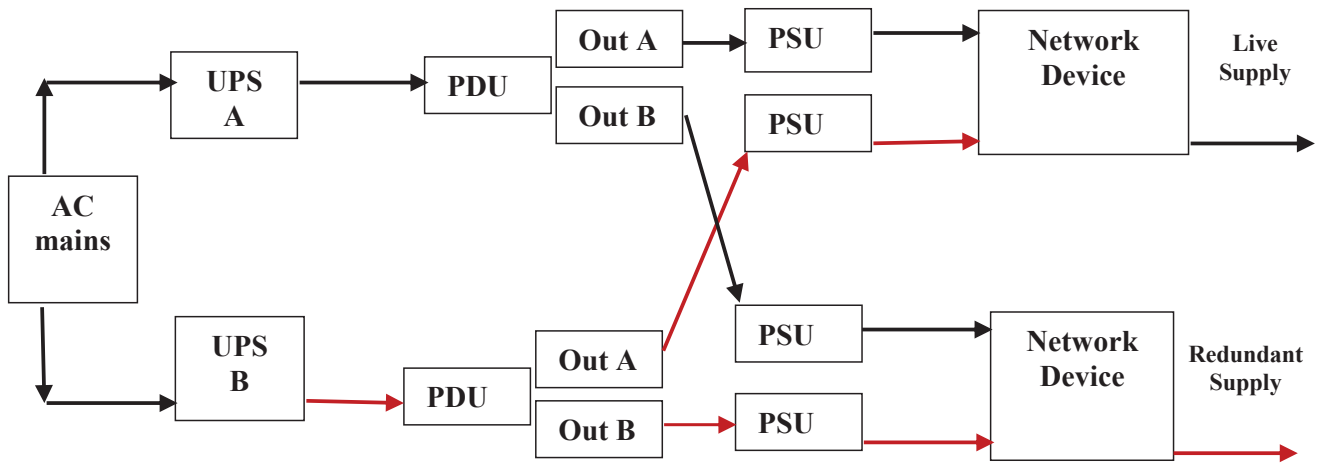 Out A
PSU
Network
Device
Live
Supply
UPS
A
PDU
Out B
PSU
AC
mains
UPS
B
PDU
Out A
Out B
PSU
PSU
Network
Device
Redundant
Supply